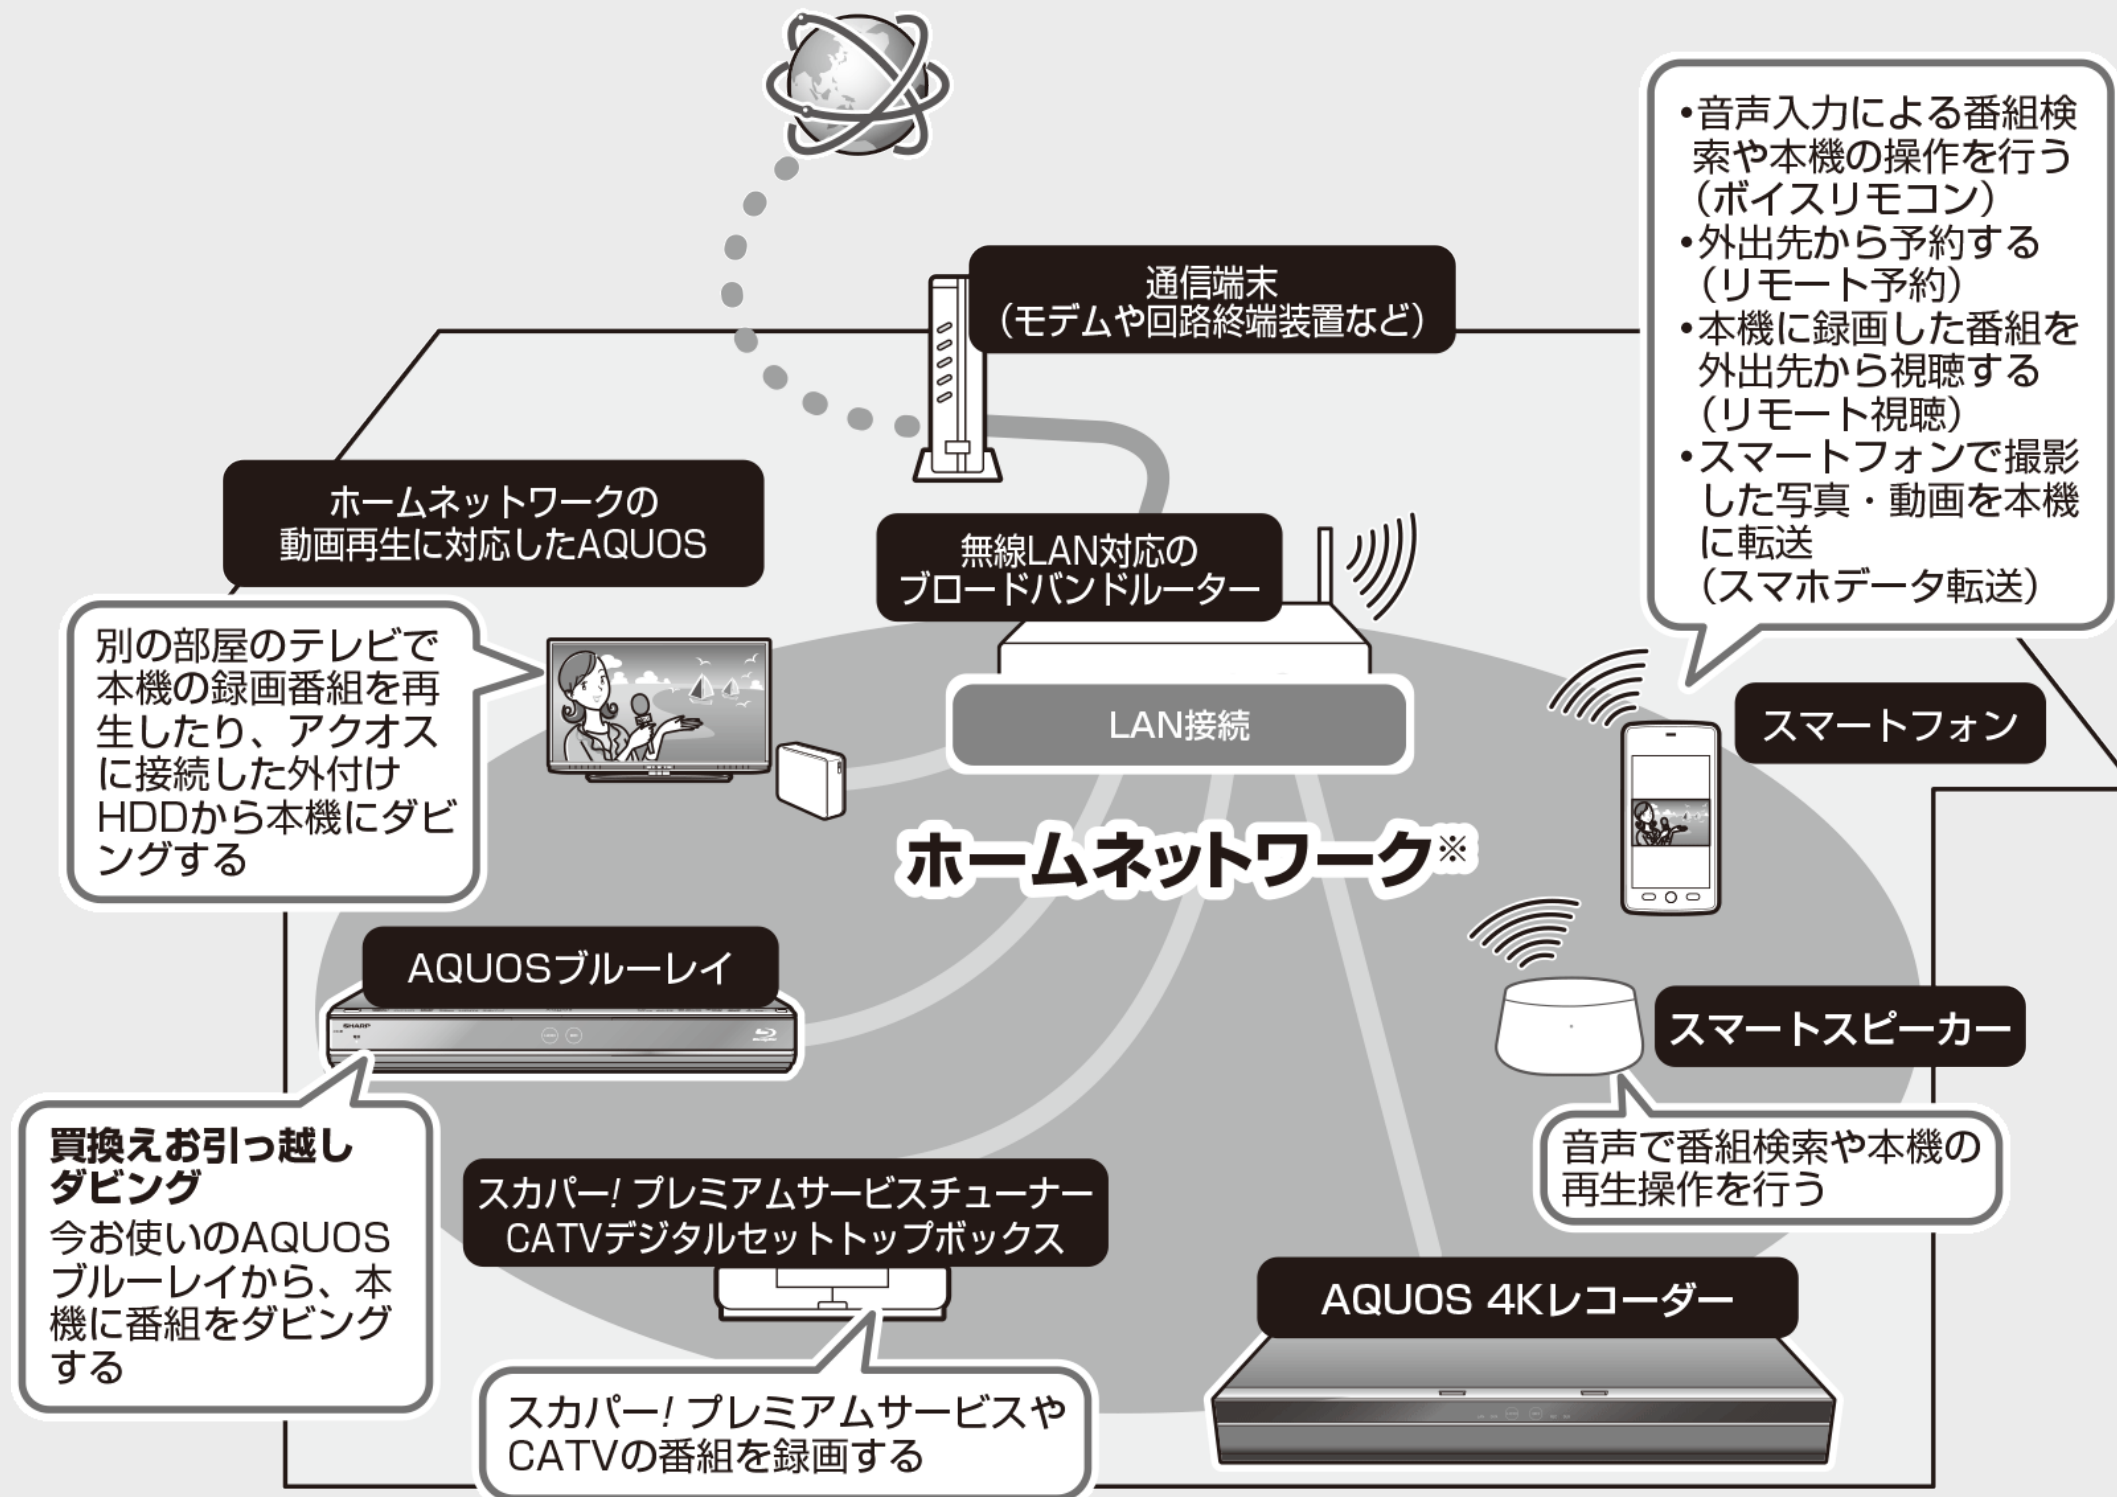 ・音声入力による番組検
索や本機の操作を行う
（ボイスリモコン）
・外出先から予約する
（リモート予約）
・本機に録画した番組を
外出先から視聴する
（リモート視聴）
・スマートフォンで撮影
した写真・動画を本機
に転送
（スマホデータ転送）
通信端末
（モデムや回路終端装置など）
ホームネットワークの
動画再生に対応したAQUOS
無線LAN対応の
ブロードバンドルーター
別の部屋のテレビで
本機の録画番組を再
生したり、アクオス
に接続した外付け
HDDから本機にダビ
ングする
LAN接続
スマートフォン
ホームネットワーク※
AQUOSブルーレイ
SHARP
スマートスピーカー
音声で番組検索や本機の
再生操作を行う
買換えお引っ越し
ダビング
今お使いのAQUOS
ブルーレイから、本
機に番組をダビング
する
スカパー! プレミアムサービスチューナー
CATVデジタルセットトップボックス
スカパー! プレミアムサービスや
CATVの番組を録画する
AQUOS 4Kレコーダー